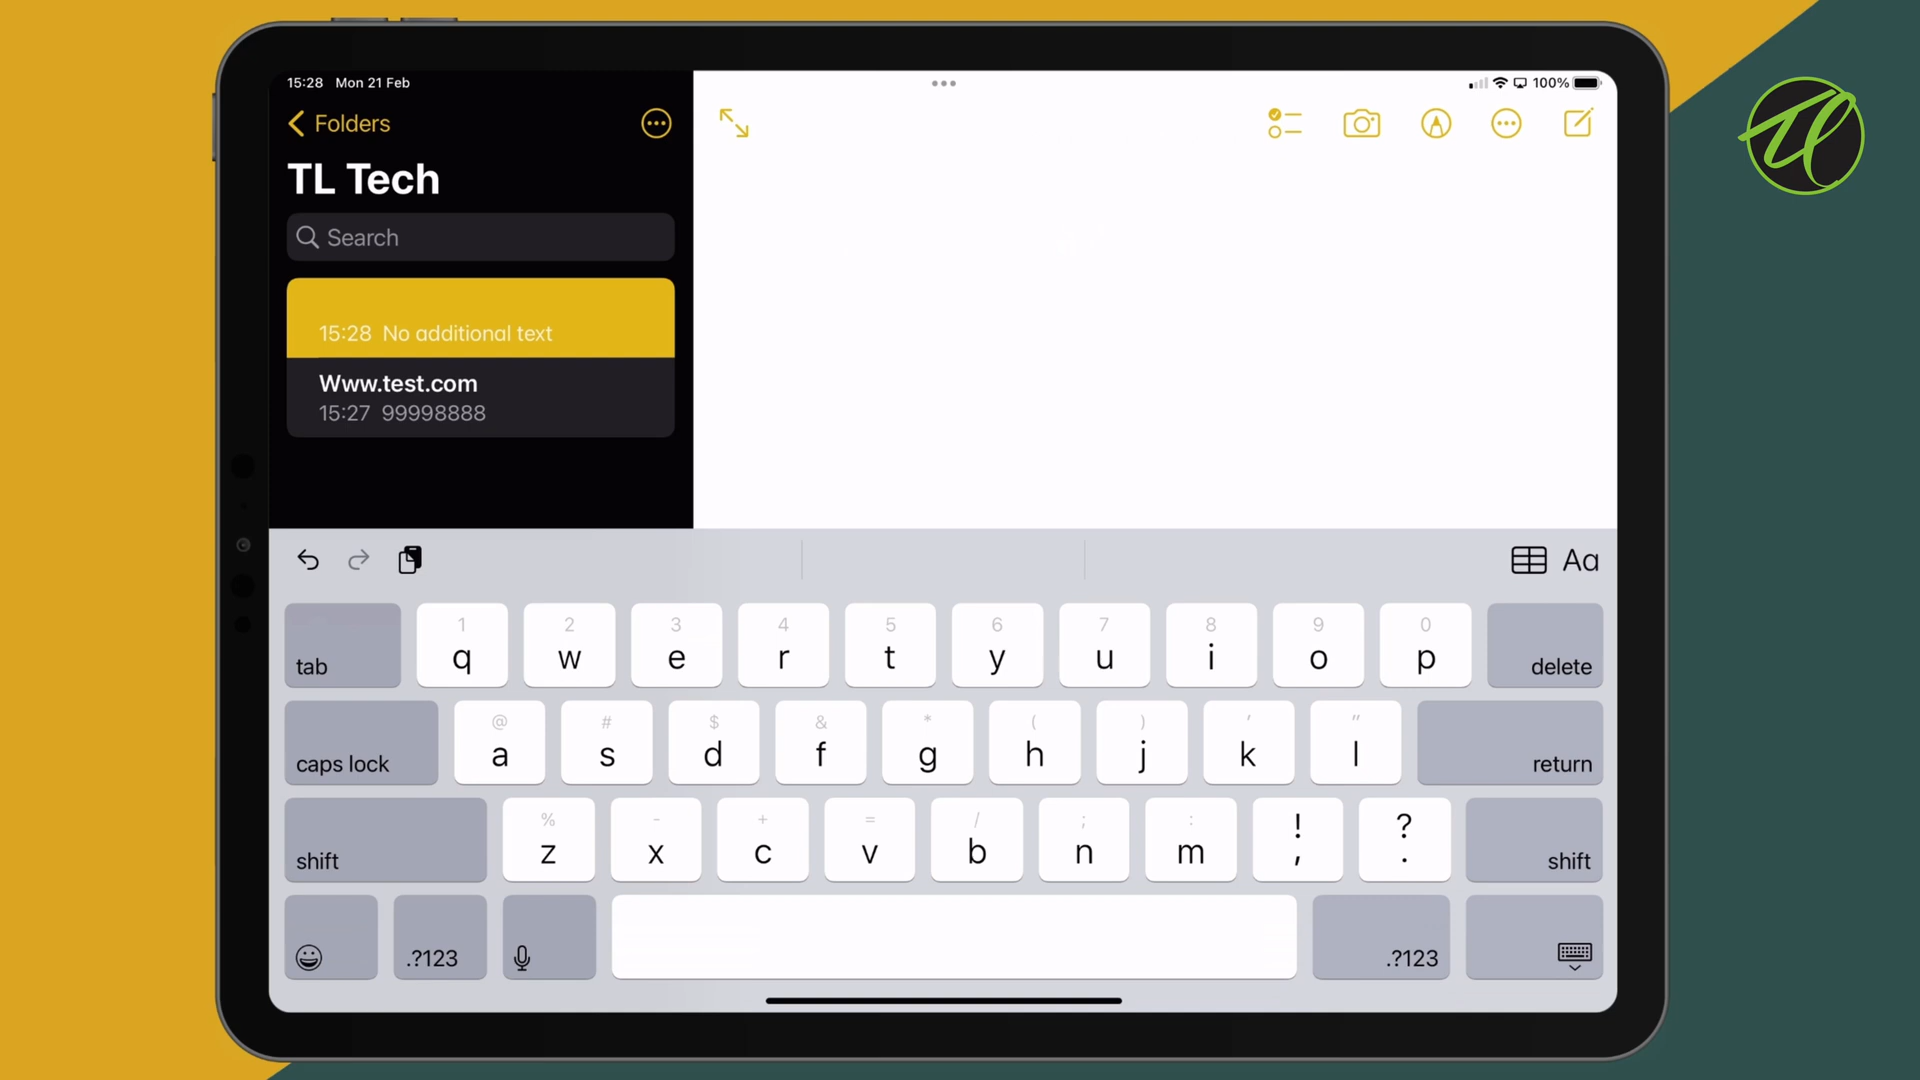 15:28 Mon 21 Feb
100%
Folders
TL Tech
Search
15:28 No additional text
Www.test.com
15:27 99998888
Aa
1 2 3 4 5 6 7 8 9 0
tab q w e r t y u i o p delete
@ # $ & * ( ) ' "
caps lock a s d f g h j k l return
% - + = / ; : ! ?
shift z x c v b n m , . shift
.?123 .?123
TL